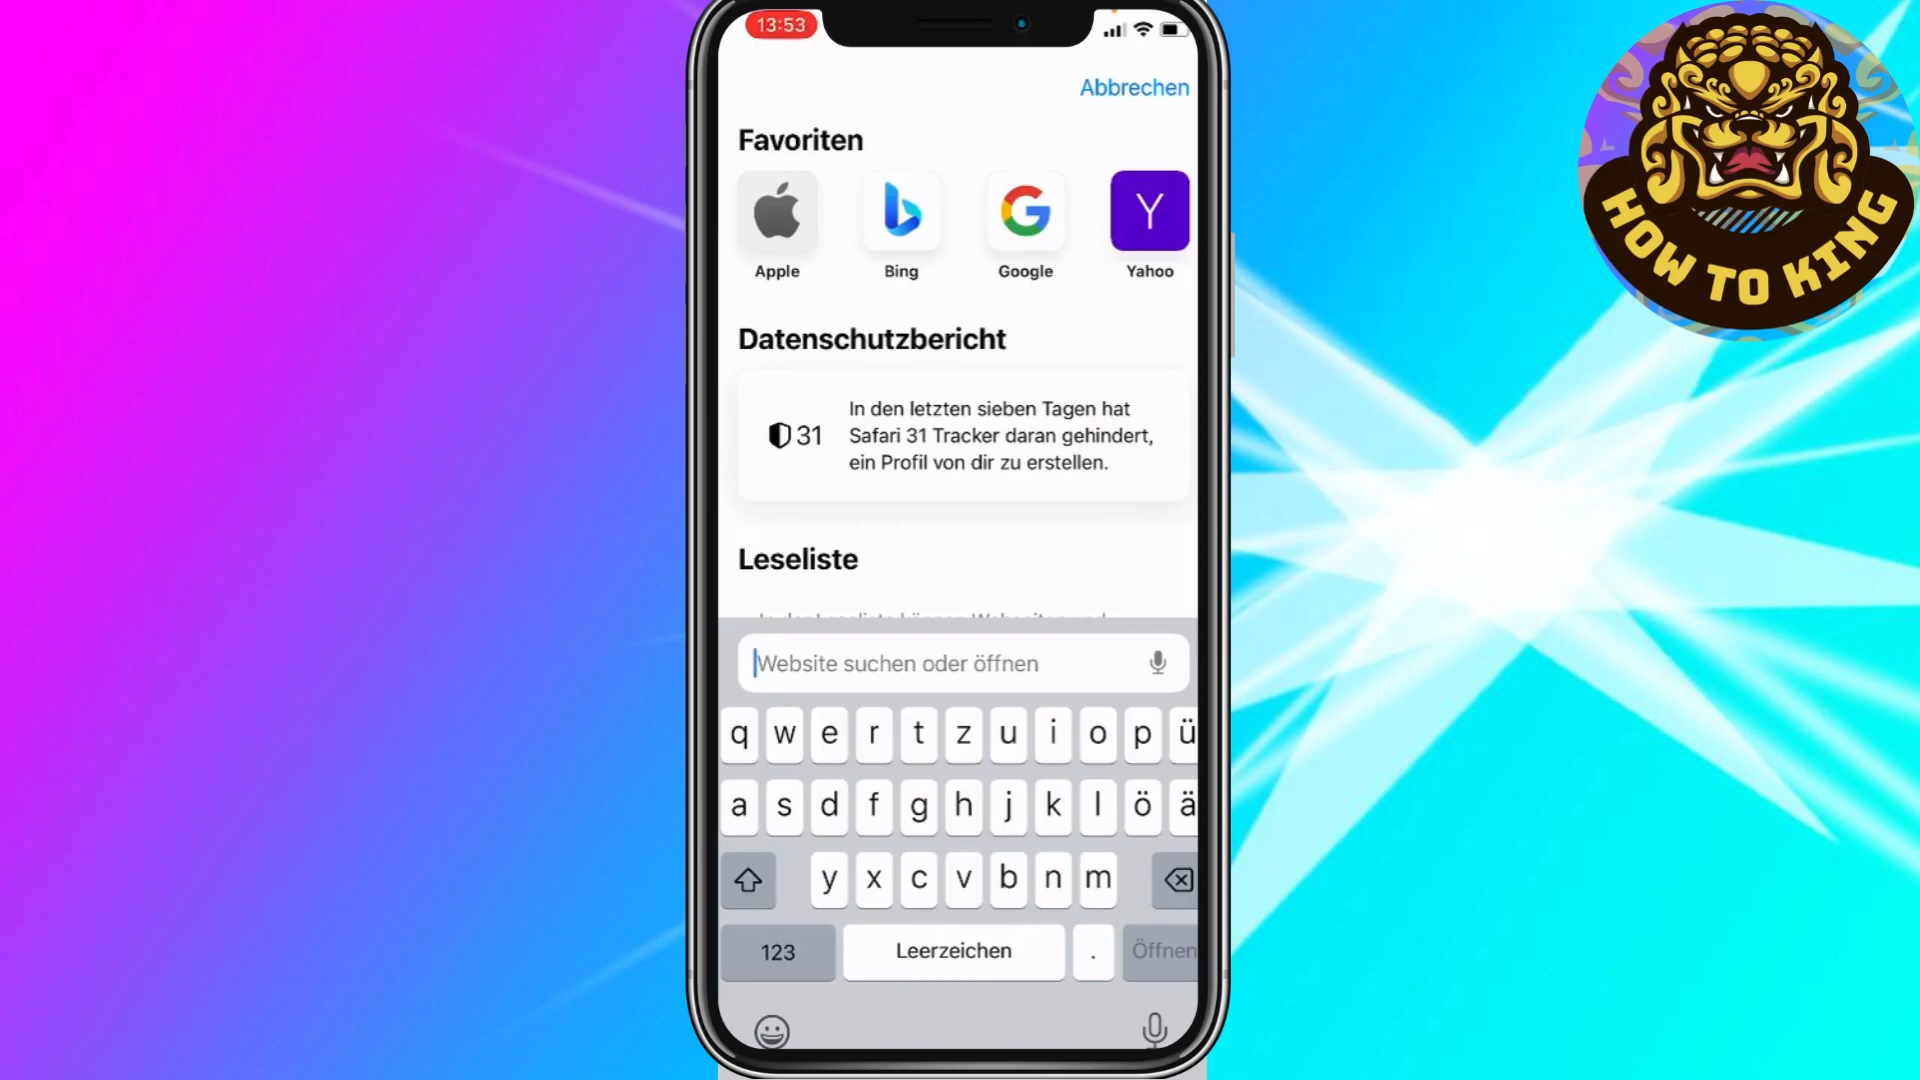 13:53
Abbrechen
Favoriten
Apple
Bing
Google
Y
Yahoo
Datenschutzbericht
31
In den letzten sieben Tagen hat
Safari 31 Tracker daran gehindert,
ein Profil von dir zu erstellen.
Leseliste
Website suchen oder öffnen
q w e r t z u i o p ü
a s d f g h j k l ö ä
y x c v b n m
123 Leerzeichen . Öffnen
HOW TO KING